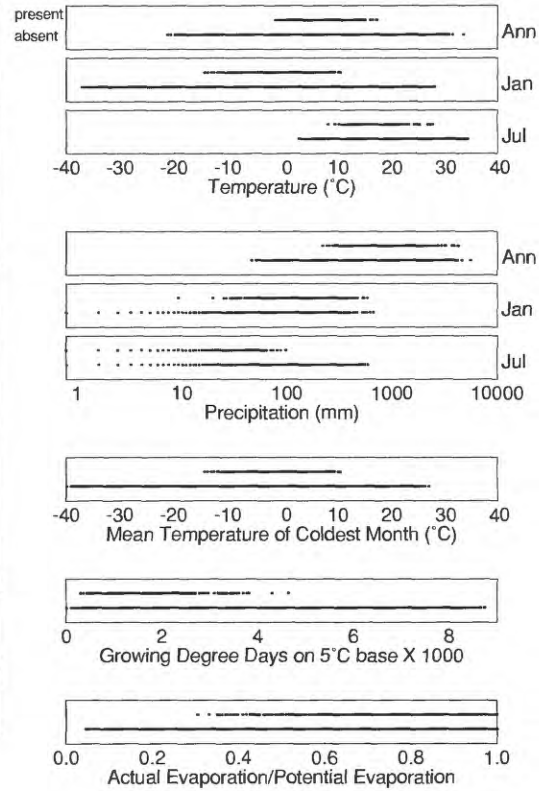 present
absent
Ann
Jan
Jul
-40 -30 -20 -10 0 10 20 30 40
Temperature (˚C)
Ann
Jan
Jul
1 10 100 1000 10000
Precipitation (mm)
-40 -30 -20 -10 0 10 20 30 40
Mean Temperature of Coldest Month (˚C)
0 2 4 6 8
Growing Degree Days on 5˚C base X 1000
0.0 0.2 0.4 0.6 0.8 1.0
Actual Evaporation/Potential Evaporation